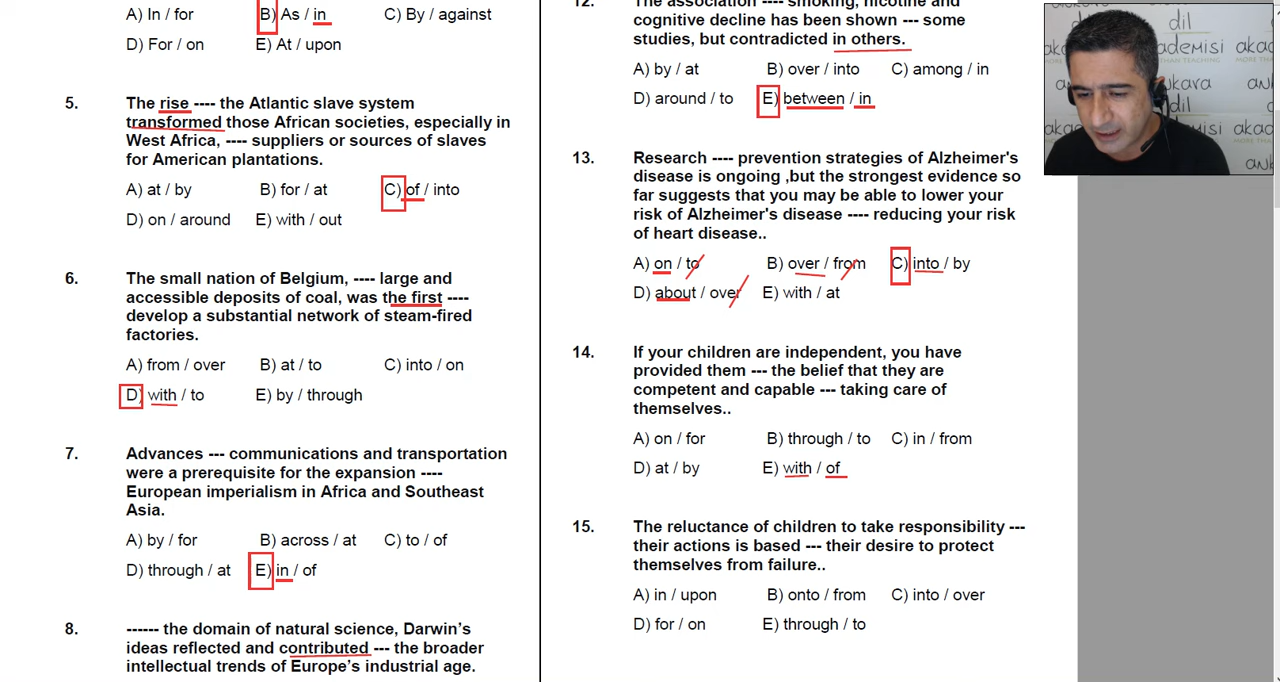 A) In / for B) As / in C) By / against
D) For / on E) At / upon
5. The rise ---- the Atlantic slave system
transformed those African societies, especially in
West Africa, ---- suppliers or sources of slaves
for American plantations.
A) at / by B) for / at C) of / into
D) on / around E) with / out
6. The small nation of Belgium, ---- large and
accessible deposits of coal, was the first ----
develop a substantial network of steam-fired
factories.
A) from / over B) at / to C) into / on
D) with / to E) by / through
7. Advances --- communications and transportation
were a prerequisite for the expansion ----
European imperialism in Africa and Southeast
Asia.
A) by / for B) across / at C) to / of
D) through / at E) in / of
8. ------ the domain of natural science, Darwin's
ideas reflected and contributed --- the broader
intellectual trends of Europe's industrial age.
12. The association ---- smoking, nicotine and
cognitive decline has been shown --- some
studies, but contradicted in others.
A) by / at B) over / into C) among / in
D) around / to E) between / in
13. Research ---- prevention strategies of Alzheimer's
disease is ongoing ,but the strongest evidence so
far suggests that you may be able to lower your
risk of Alzheimer's disease ---- reducing your risk
of heart disease..
A) on / to B) over / from C) into / by
D) about / over E) with / at
14. If your children are independent, you have
provided them --- the belief that they are
competent and capable --- taking care of
themselves..
A) on / for B) through / to C) in / from
D) at / by E) with / of
15. The reluctance of children to take responsibility ---
their actions is based --- their desire to protect
themselves from failure..
A) in / upon B) onto / from C) into / over
D) for / on E) through / to
dil
akademisi
dil